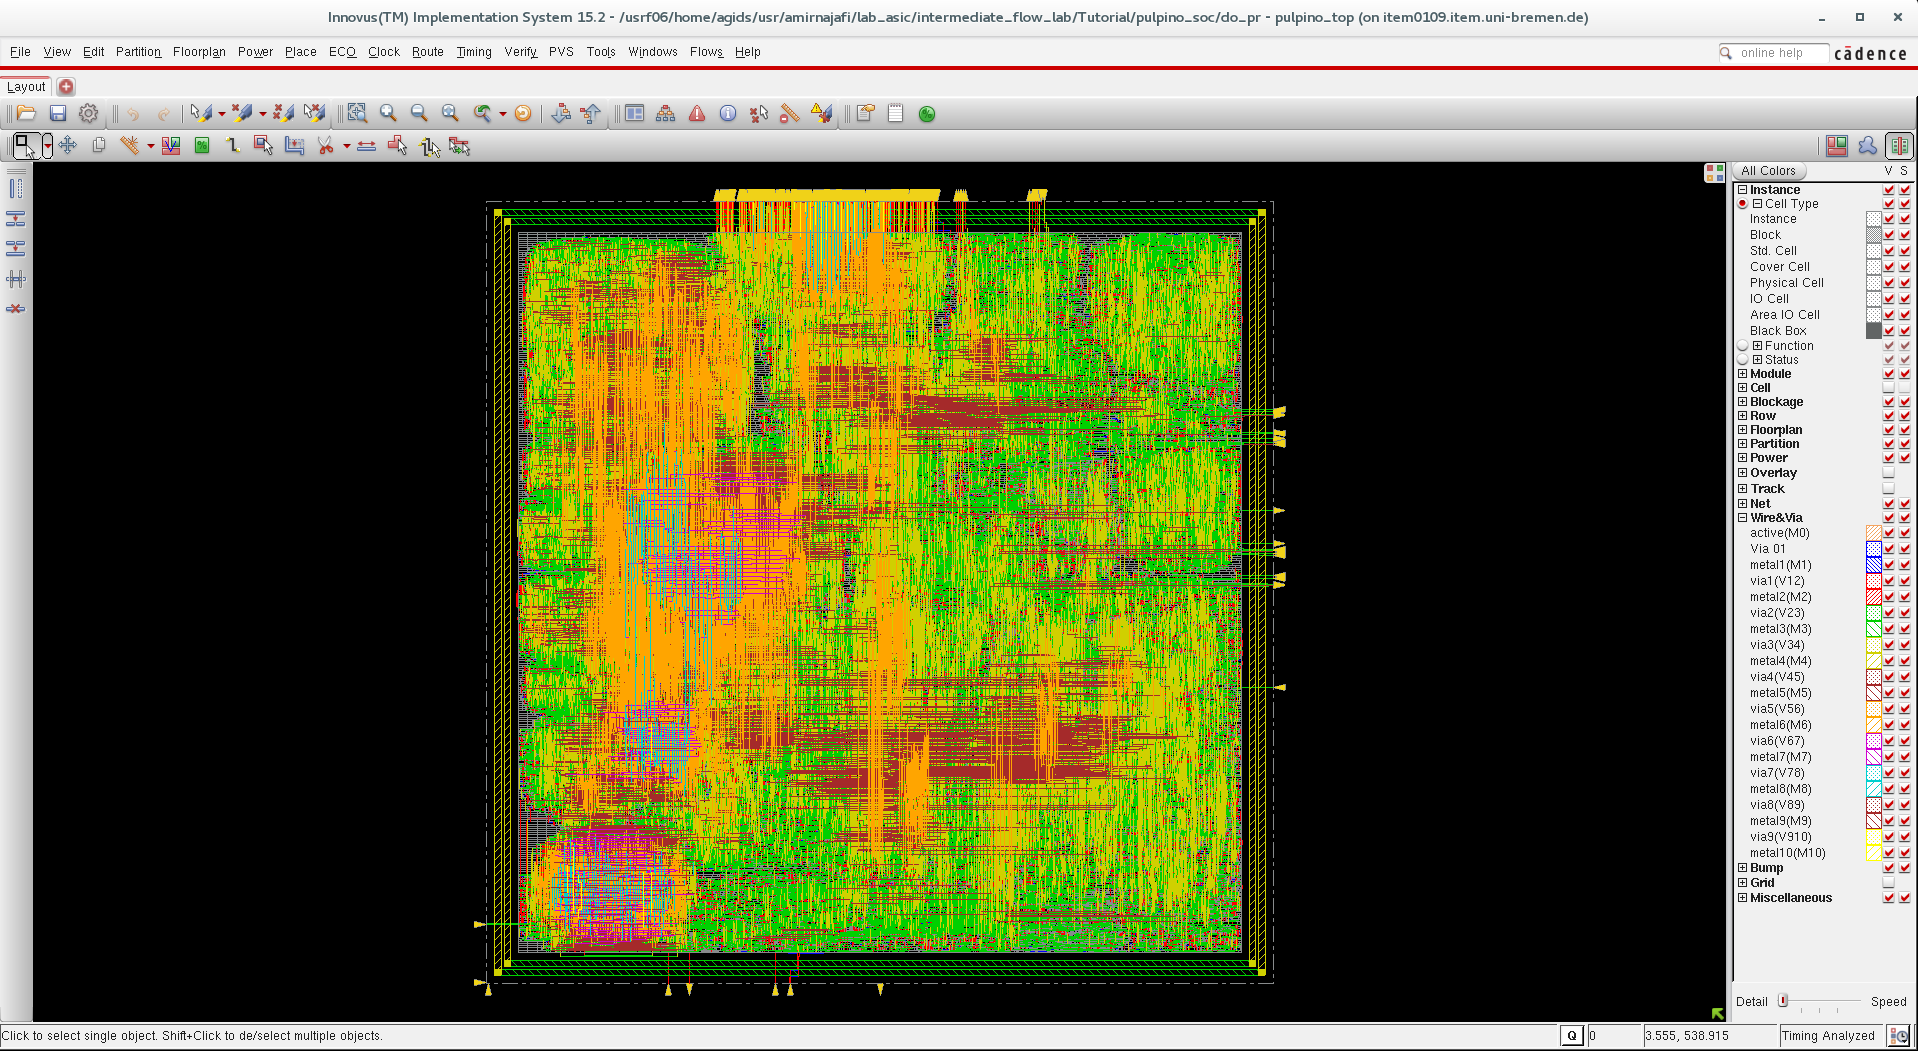 Innovus(TM) Implementation System 15.2 - /usrf06/home/agids/usr/amirnajafi/lab_asic/intermediate_flow_lab/Tutorial/pulpino_soc/do_pr - pulpino_top (on item0109.item.uni-bremen.de)
File View Edit Partition Floorplan Power Place ECO Clock Route Timing Verify PVS Tools Windows Flows Help
online help
cādence
Layout
All Colors V S
Instance
Cell Type
Instance
Block
Std. Cell
Cover Cell
Physical Cell
IO Cell
Area IO Cell
Black Box
Function
Status
Module
Cell
Blockage
Row
Floorplan
Partition
Power
Overlay
Track
Net
Wire&Via
active(M0)
Via 01
metal1(M1)
via1(V12)
metal2(M2)
via2(V23)
metal3(M3)
via3(V34)
metal4(M4)
via4(V45)
metal5(M5)
via5(V56)
metal6(M6)
via6(V67)
metal7(M7)
via7(V78)
metal8(M8)
via8(V89)
metal9(M9)
via9(V910)
metal10(M10)
Bump
Grid
Miscellaneous
Detail Speed
Click to select single object. Shift+Click to de/select multiple objects.
Q 0 3.555, 538.915 Timing Analyzed